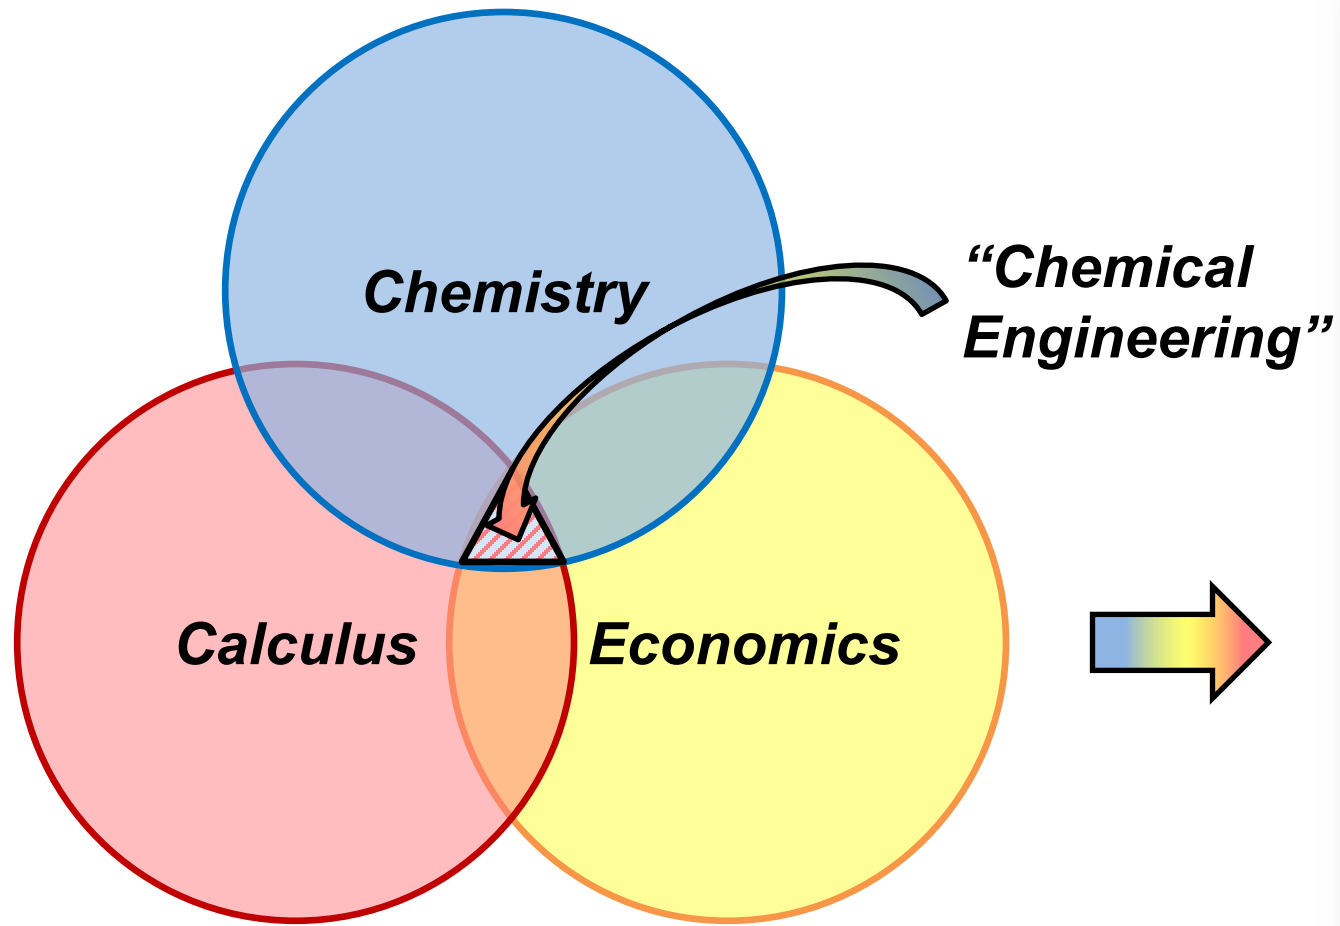 Chemistry
“Chemical
Engineering”
Calculus
Economics